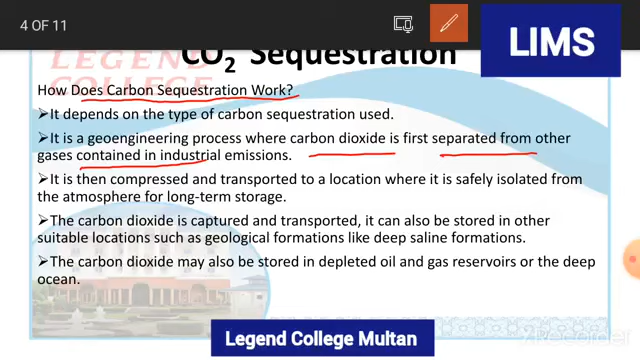 4 OF 11
LIMS
LEGEND
COLLEGE
CO2 Sequestration
How Does Carbon Sequestration Work?
➤It depends on the type of carbon sequestration used.
➤It is a geoengineering process where carbon dioxide is first separated from other
gases contained in industrial emissions.
➤It is then compressed and transported to a location where it is safely isolated from
the atmosphere for long-term storage.
➤The carbon dioxide is captured and transported, it can also be stored in other
suitable locations such as geological formations like deep saline formations.
➤The carbon dioxide may also be stored in depleted oil and gas reservoirs or the deep
ocean.
Legend College Multan
XRecorder